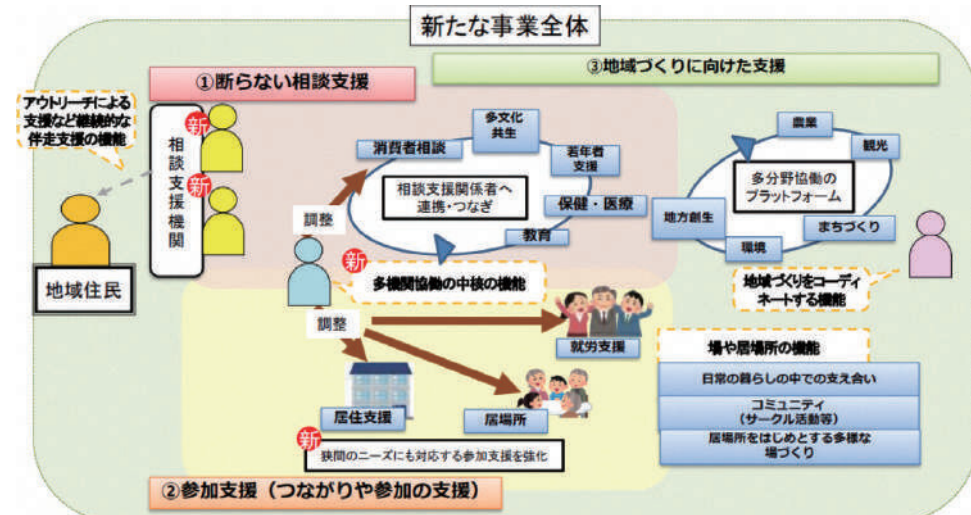 新たな事業全体
①断らない相談支援
③地域づくりに向けた支援
アウトリーチによる
支援など継続的な
伴走支援の機能
新
新
相談支援機関
地域住民
多文化
共生
消費者相談
若年者
支援
相談支援関係者へ
連携・つなぎ
保健・医療
教育
調整
新
多機関協働の中核の機能
農業
観光
多分野協働の
プラットフォーム
地方創生
まちづくり
環境
地域づくりをコーディ
ネートする機能
調整
就労支援
居住支援
居場所
新
狭間のニーズにも対応する参加支援を強化
場や居場所の機能
日常の暮らしの中での支え合い
コミュニティ
(サークル活動等)
居場所をはじめとする多様な
場づくり
②参加支援(つながりや参加の支援)